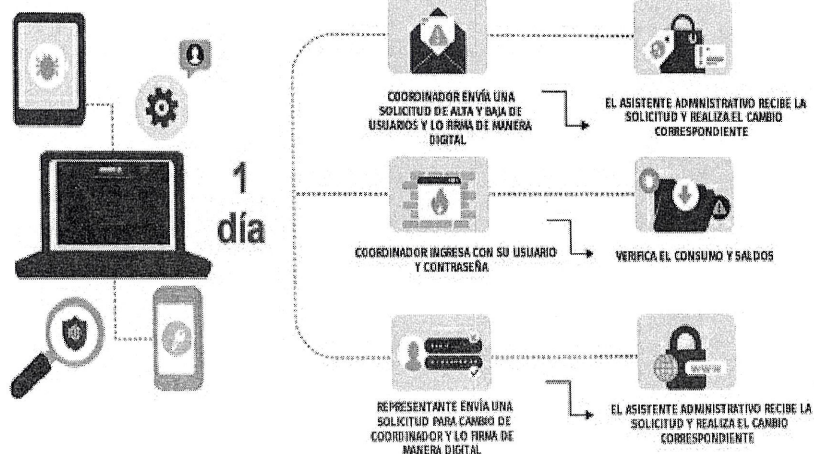 1
día
COORDINADOR ENVÍA UNA
SOLICITUD DE ALTA Y BAJA DE
USUARIOS Y LO FIRMA DE MANERA
DIGITAL
EL ASISTENTE ADMINISTRATIVO RECIBE LA
SOLICITUD Y REALIZA EL CAMBIO
CORRESPONDIENTE
COORDINADOR INGRESA CON SU USUARIO
Y CONTRASEÑA
VERIFICA EL CONSUMO Y SALDOS
REPRESENTANTE ENVÍA UNA
SOLICITUD PARA CAMBIO DE
COORDINADOR Y LO FIRMA DE
MANERA DIGITAL
WWW
EL ASISTENTE ADMINISTRATIVO RECIBE LA
SOLICITUD Y REALIZA EL CAMBIO
CORRESPONDIENTE